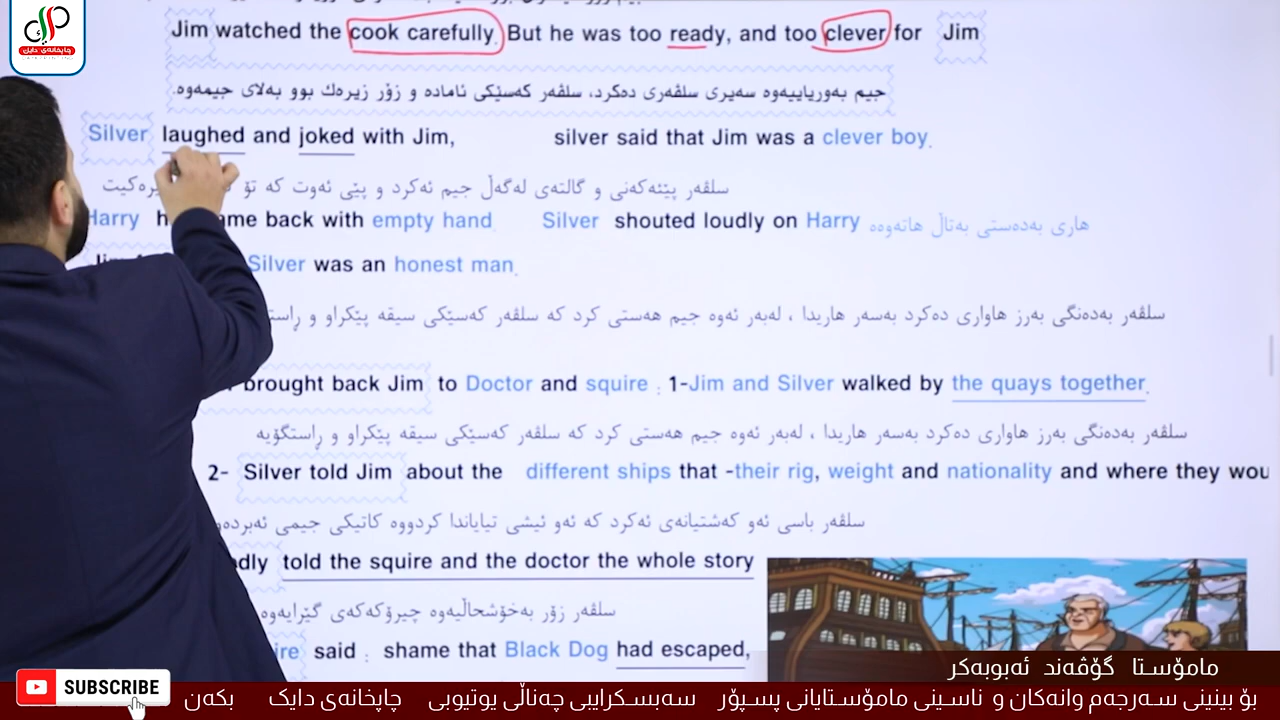 Jim watched the cook carefully. But he was too ready, and too clever for Jim
جیم بەوریاییەوە سەیری سلڤەری دەکرد، سلڤەر کەسێکی ئامادە و زۆر زیرەك بوو بەلای جیمەوە.
Silver laughed and joked with Jim, silver said that Jim was a clever boy.
سلڤەر پێئەکەنی و گالتەی لەگەڵ جیم ئەکرد و پێی ئەوت کە تۆ
Harry came back with empty hand Silver shouted loudly on Harry هاری بەدەستی بەتاڵ هاتەوە
Silver was an honest man.
سلڤەر بەدەنگی بەرز هاواری دەکرد بەسەر هاریدا ، لەبەر ئەوە جیم هەستی کرد کە سلڤەر کەسێکی سیقە پێکراو و
brought back Jim to Doctor and squire : 1-Jim and Silver walked by the quays together.
سلڤەر بەدەنگی بەرز هاواری دەکرد بەسەر هاریدا ، لەبەر ئەوە جیم هەستی کرد کە سلڤەر کەسێکی سیقە پێکراو و ڕاستگۆیە
2- Silver told Jim about the different ships that -their rig, weight and nationality and where they
سلڤەر باسی ئەو کەشتیانەی ئەکرد کە ئەو ئیشی تیایاندا کردووە کاتیکی جیمی
told the squire and the doctor the whole story
سلڤەر زۆر بەخۆشحاڵیەوە چیرۆکەکەی گێرایەوە
said : shame that Black Dog had escaped,
مامۆستا گۆڤەند ئەبوبەکر
SUBSCRIBE
بۆ بینینی سەرجەم وانەکان و ناسینی مامۆستایانی پسپۆر سەبسکرایبی چەناڵی یوتیوبی چاپخانەی دایک بکەن
چاپخانەی دایك